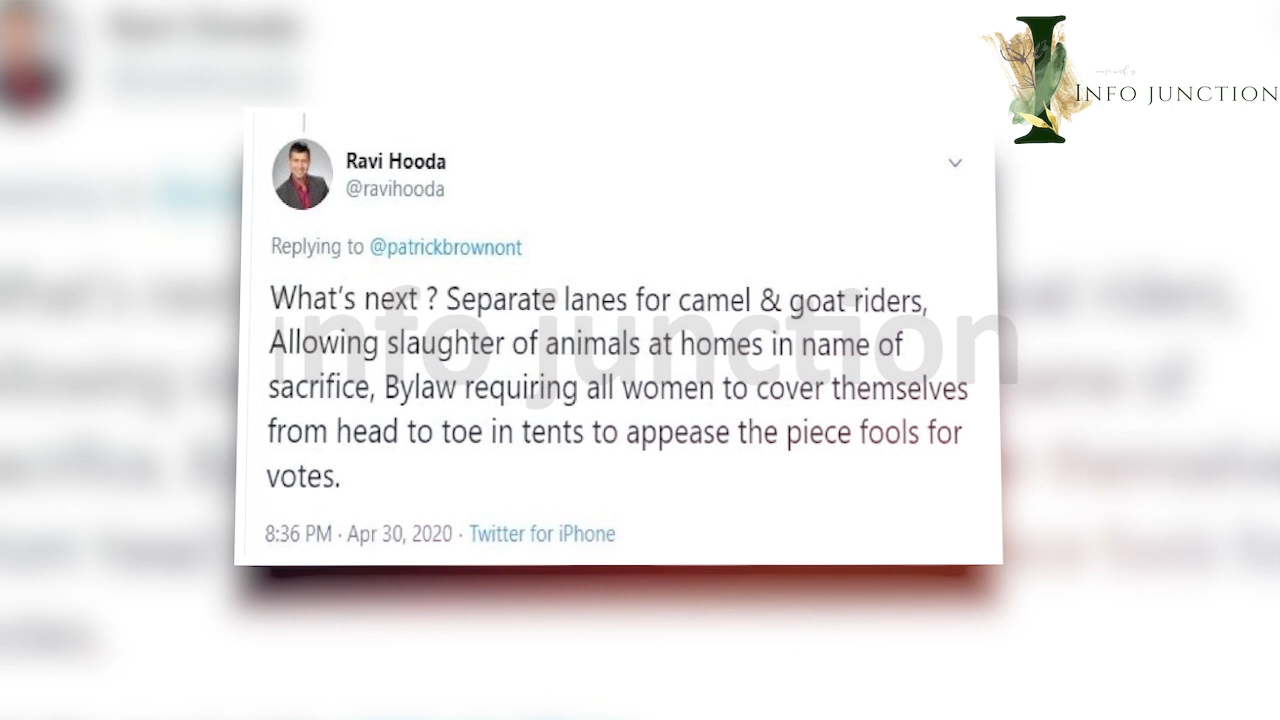 INFO JUNCTION
Ravi Hooda
@ravihooda
Replying to @patrickbrownont
What's next ? Separate lanes for camel & goat riders,
Allowing slaughter of animals at homes in name of
sacrifice, Bylaw requiring all women to cover themselves
from head to toe in tents to appease the piece fools for
votes.
8:36 PM · Apr 30, 2020 · Twitter for iPhone
info junction